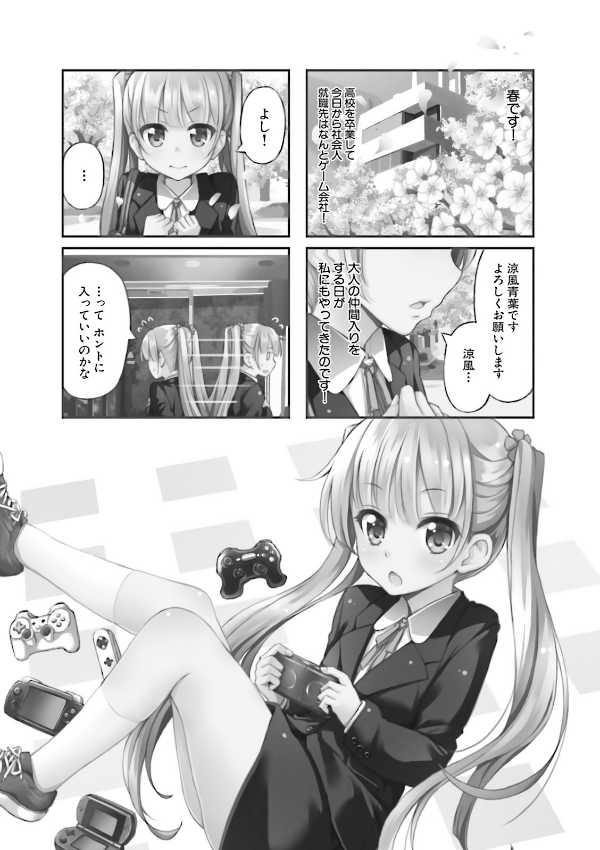 春です!
高校を卒業して
今日から社会人
就職先はなんとゲーム会社!
涼風青葉です
よろしくお願いします
涼風…
大人の仲間入りを
する日が
私にもやってきたのです!
よし!
…
…って ホントに
入っていいのかな